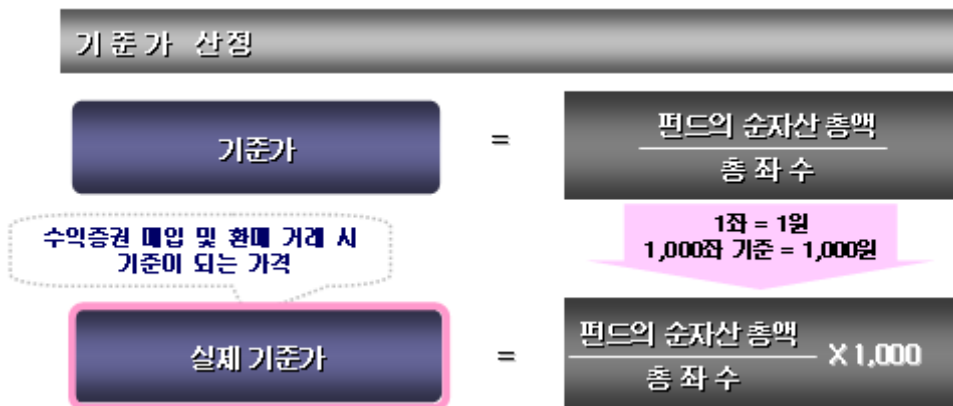 기준가 산정
기준가
=
펀드의 순자산 총액
총 좌 수
수익증권 매입 및 환매 거래 시
기준이 되는 가격
1좌 = 1원
1,000좌 기준 = 1,000원
실제 기준가
=
펀드의 순자산 총액
총 좌 수
X 1,000